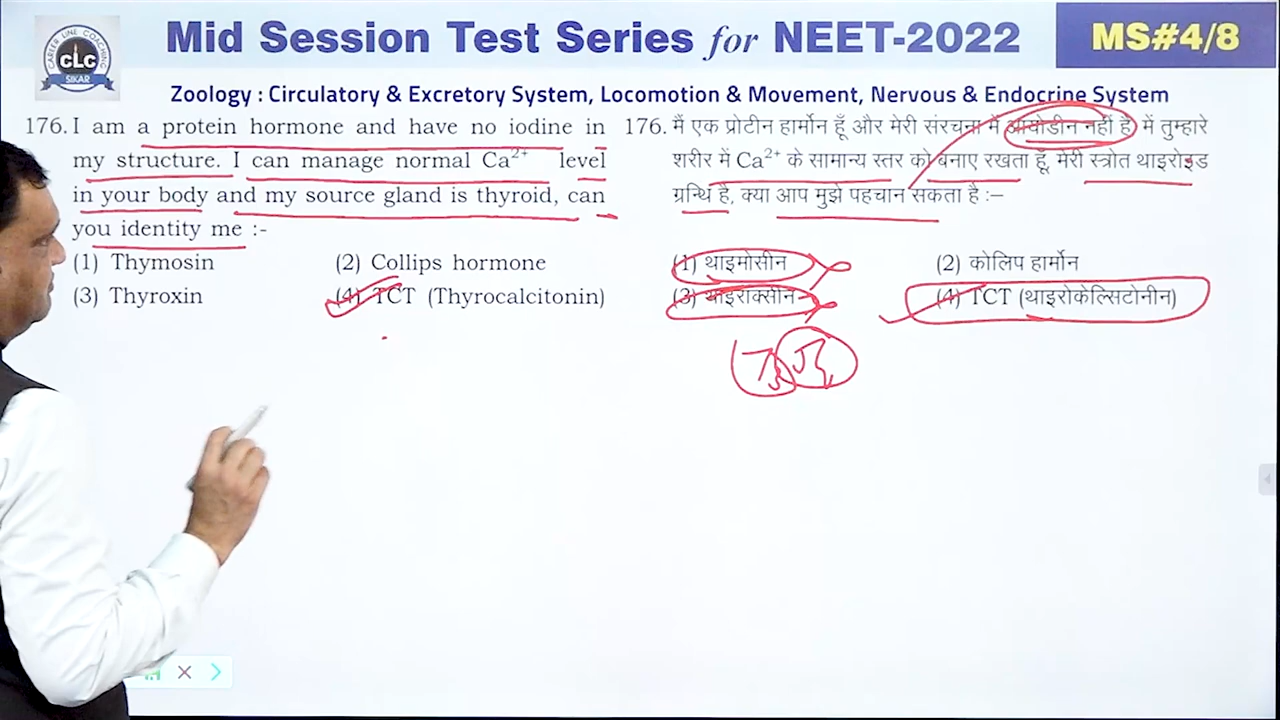 CAREER LINE COACHING
CLC
SIKAR
Mid Session Test Series for NEET-2022
MS#4/8
Zoology : Circulatory & Excretory System, Locomotion & Movement, Nervous & Endocrine System
176. I am a protein hormone and have no iodine in
my structure. I can manage normal Ca²⁺ level
in your body and my source gland is thyroid, can
you identity me :-
(1) Thymosin (2) Collips hormone
(3) Thyroxin (4) TCT (Thyrocalcitonin)
176. मैं एक प्रोटीन हार्मोन हूँ और मेरी संरचना में आयोडीन नहीं है में तुम्हारे
शरीर में Ca²⁺ के सामान्य स्तर को बनाए रखता हूँ, मेरी स्त्रोत थाइरोइड
ग्रन्थि है, क्या आप मुझे पहचान सकता है :–
(1) थाइमोसीन (2) कोलिप हार्मोन
(3) थाइरॉक्सीन (4) TCT (थाइरोकेल्सिटोनीन)